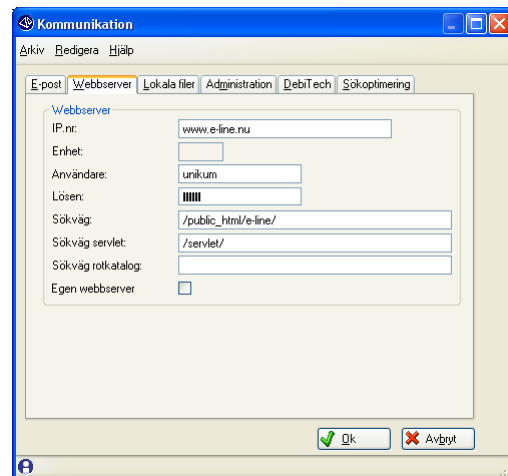 Kommunikation
Arkiv Redigera Hjälp
E-post Webbserver Lokala filer Administration DebiTech Sökoptimering
Webbserver
IP.nr: www.e-line.nu
Enhet:
Användare: unikum
Lösen:
Sökväg: /public_html/e-line/
Sökväg servlet: /servlet/
Sökväg rotkatalog:
Egen webbserver
Ok Avbryt